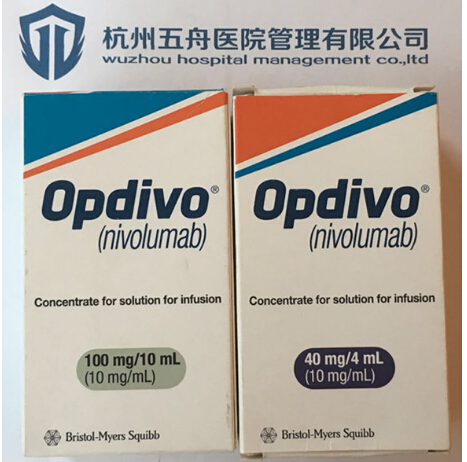 杭州五舟医院管理有限公司
wuzhou hospital management co.,ltd
Opdivo®
(nivolumab)
Concentrate for solution for infusion
100 mg/10 mL
(10 mg/mL)
Bristol-Myers Squibb
Opdivo®
(nivolumab)
Concentrate for solution for infusion
40 mg/4 mL
(10 mg/mL)
Bristol-Myers Squibb